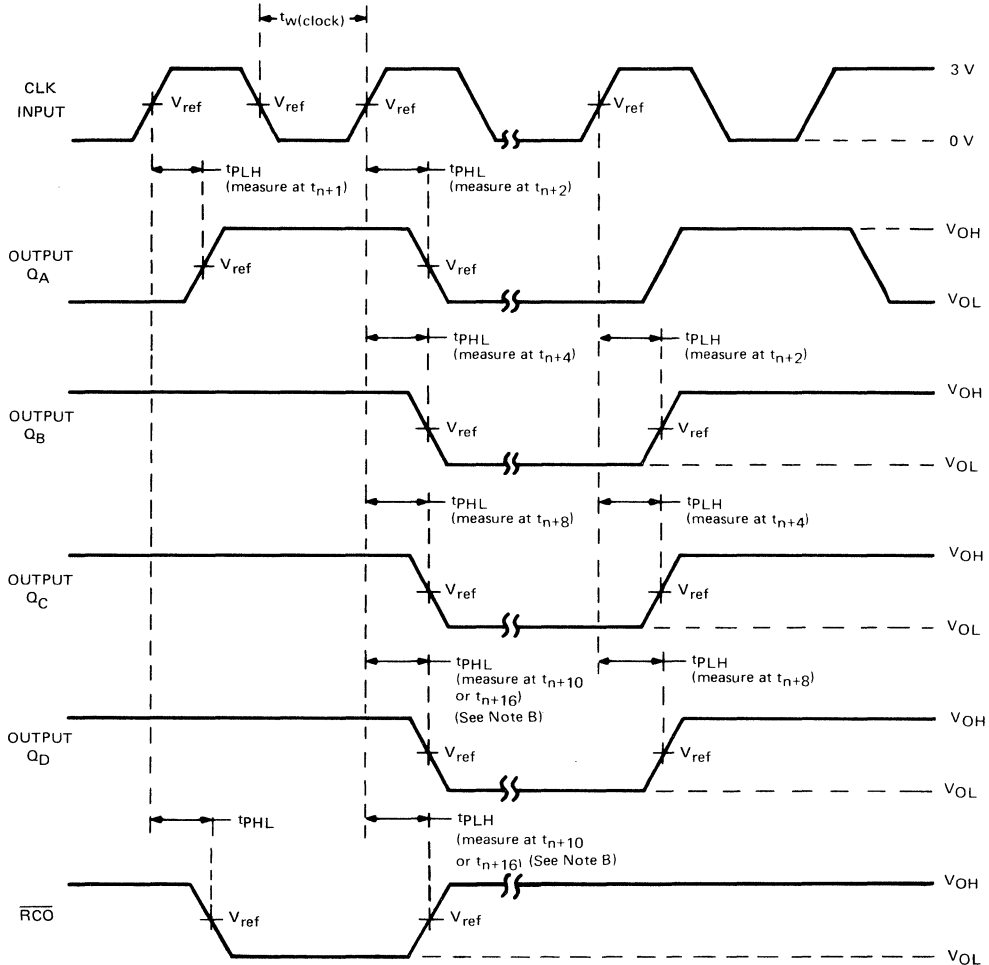 tw(clock)
CLK
INPUT
Vref
Vref
Vref
Vref
3 V
0 V
tPLH
(measure at tn+1)
tPHL
(measure at tn+2)
OUTPUT
QA
Vref
Vref
VOH
VOL
tPHL
(measure at tn+4)
tPLH
(measure at tn+2)
OUTPUT
QB
Vref
Vref
VOH
VOL
tPHL
(measure at tn+8)
tPLH
(measure at tn+4)
OUTPUT
QC
Vref
Vref
VOH
VOL
tPHL
(measure at tn+10
or tn+16)
(See Note B)
tPLH
(measure at tn+8)
OUTPUT
QD
Vref
Vref
VOH
VOL
tPHL
tPLH
(measure at tn+10
or tn+16) (See Note B)
RCO
Vref
Vref
VOH
VOL